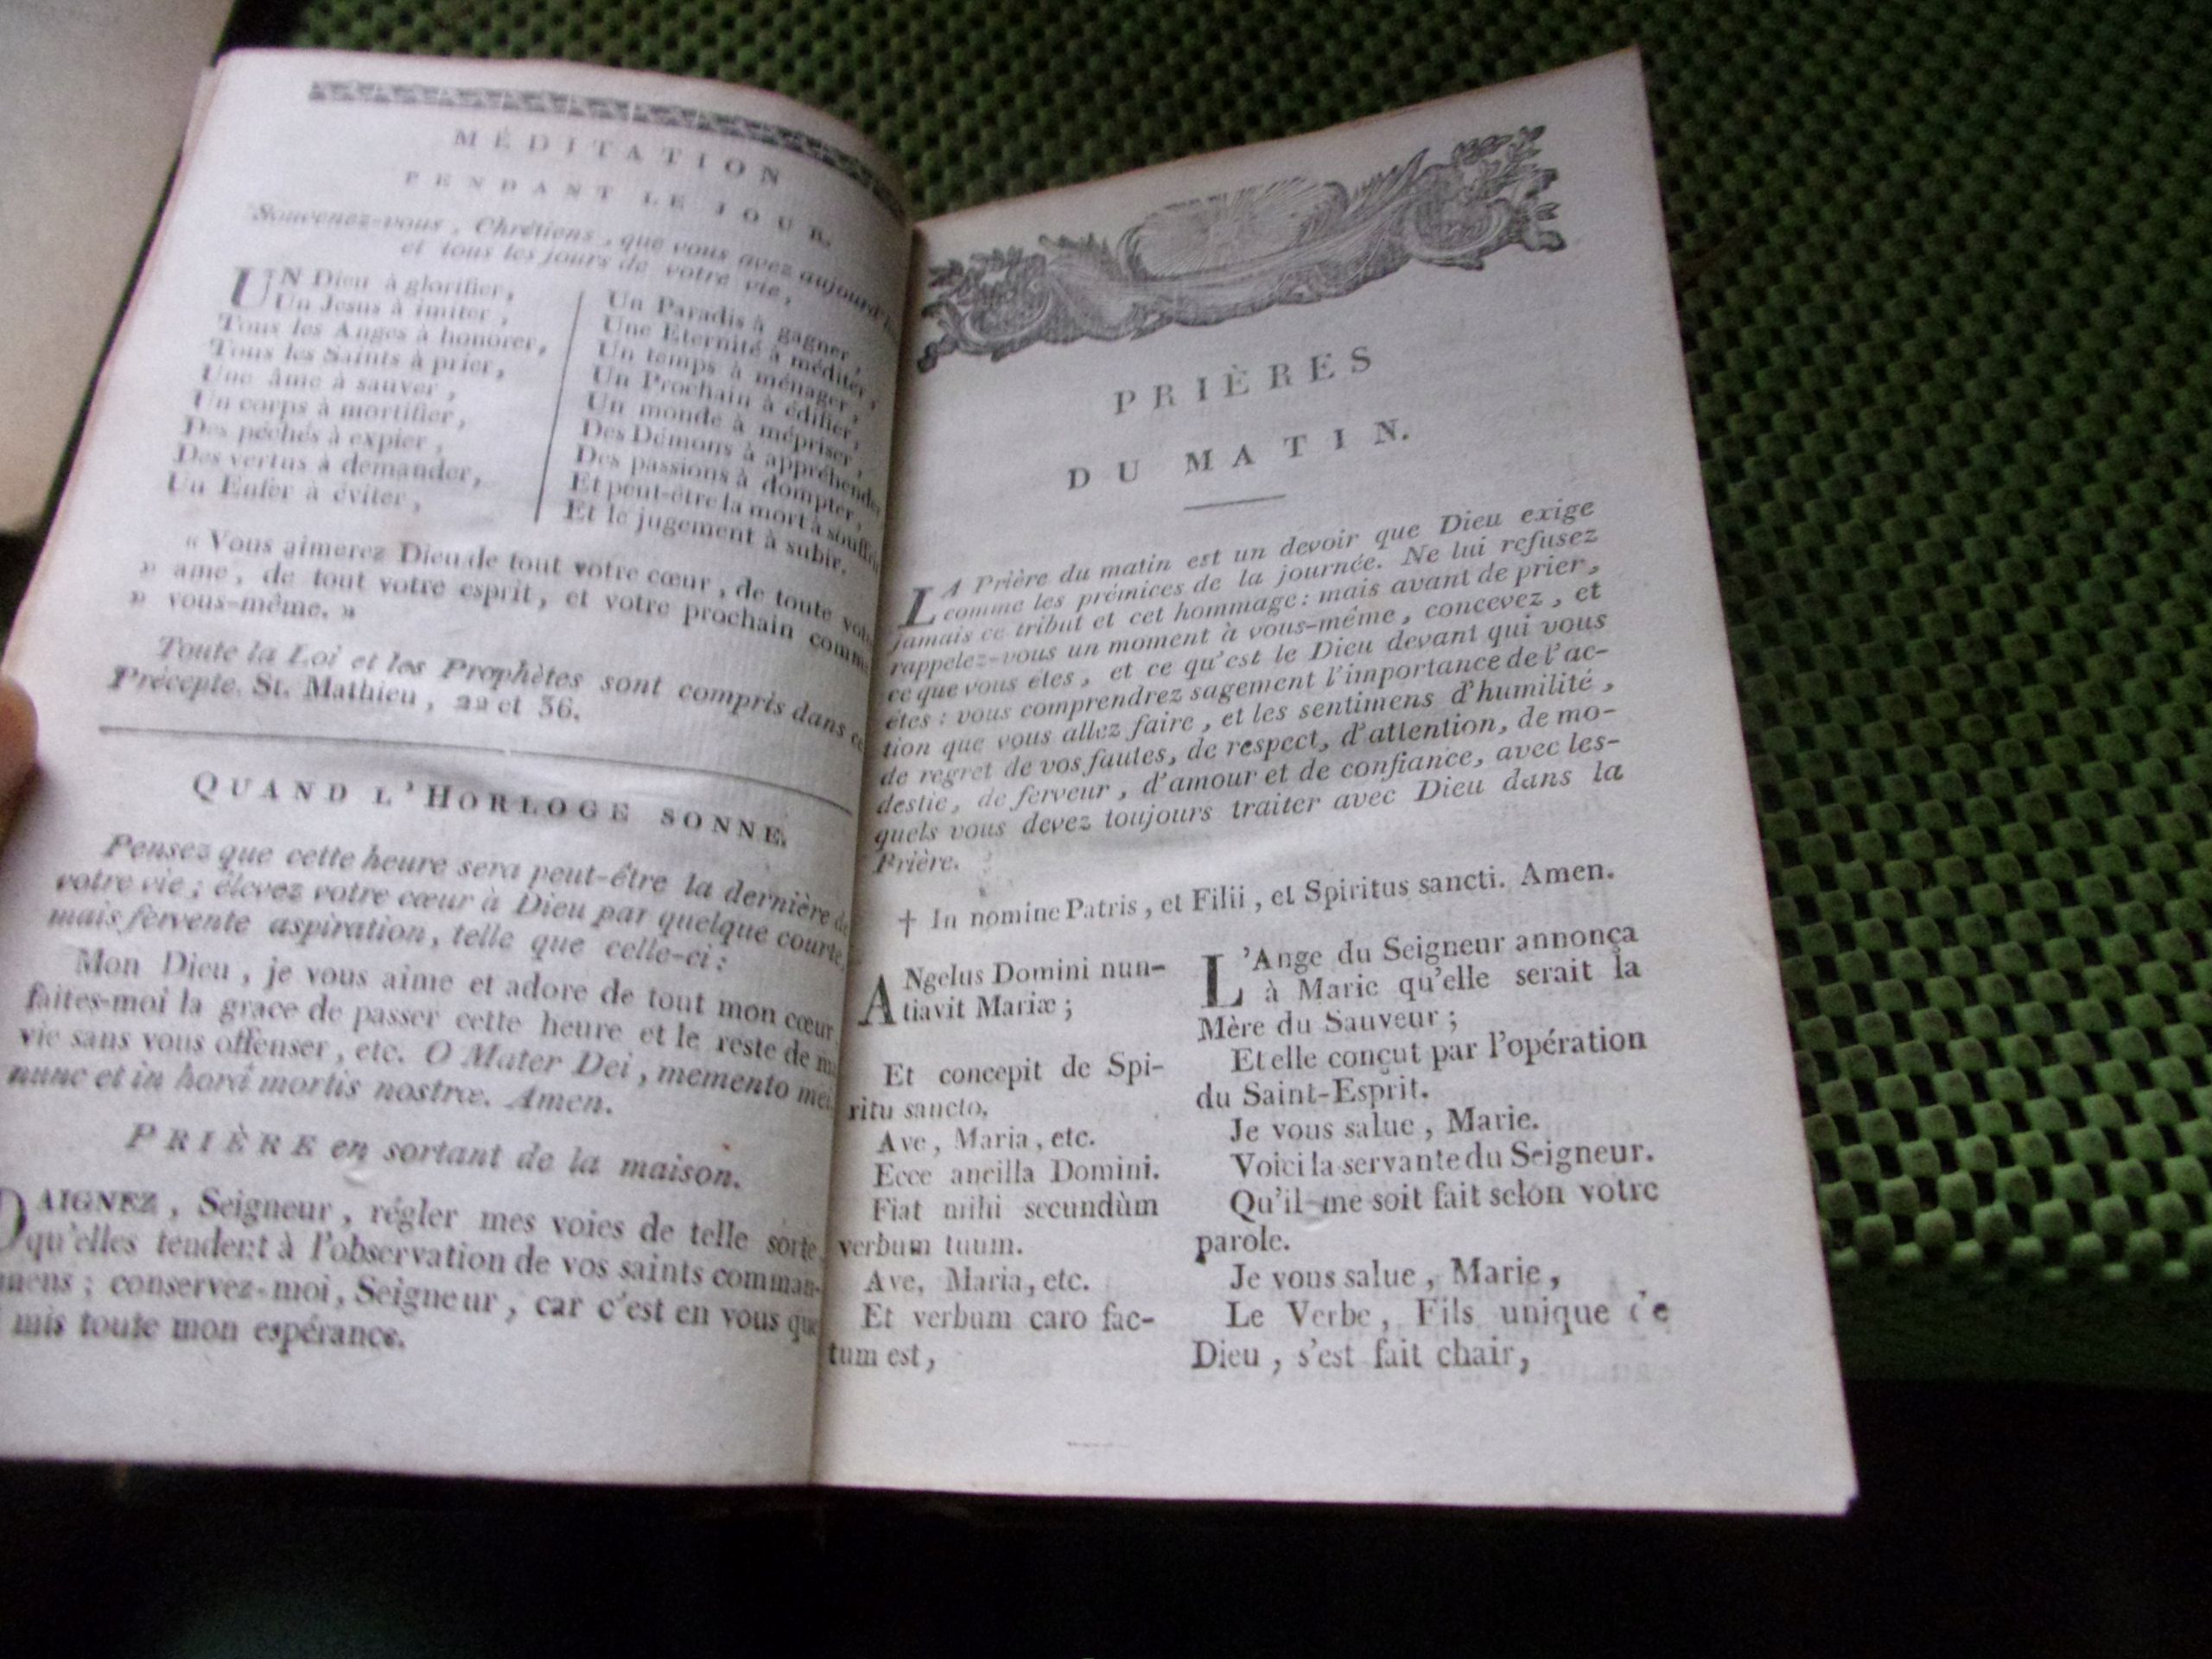 MÉDITATION
PENDANT LE JOUR.
Souvenez-vous, Chrétiens, que vous avez
et tous les jours de votre vie,
UN Dieu à glorifier,
Un Jesus à imiter,
Tous les Anges à honorer,
Tous les Saints à prier,
Une âme à sauver,
Un corps à mortifier,
Des péchés à expier,
Des vertus à demander,
Un Enfer à éviter,
Un Paradis à gagner,
Une Eternité à méditer,
Un temps à ménager,
Un Prochain à édifier,
Un monde à mépriser,
Des Démons à
Des passions à dompter,
Et peut-être la mort à
Et le jugement à subir.
« Vous aimerez Dieu de tout votre cœur, de toute
» ame, de tout votre esprit, et votre prochain
» vous-même. »
Toute la Loi et les Prophètes sont compris dans
Précepte. St. Mathieu, 22 et 36.
QUAND L'HORLOGE SONNE.
Pensez que cette heure sera peut-être la dernière
votre vie ; élevez votre cœur à Dieu par quelque courte,
mais fervente aspiration, telle que celle-ci :
Mon Dieu, je vous aime et adore de tout mon cœur
faites-moi la grace de passer cette heure et le reste de
vie sans vous offenser, etc. O Mater Dei, memento mei,
nunc et in horâ mortis nostræ. Amen.
PRIÈRE en sortant de la maison.
DAIGNEZ, Seigneur, régler mes voies de telle sorte
qu'elles tendent à l'observation de vos saints comman-
mens ; conservez-moi, Seigneur, car c'est en vous que
mis toute mon espérance.
PRIÈRES
DU MATIN.
LA Prière du matin est un devoir que Dieu exige
comme les prémices de la journée. Ne lui refusez
jamais ce tribut et cet hommage : mais avant de prier,
rappelez-vous un moment à vous-même, concevez, et
ce que vous êtes, et ce qu'est le Dieu devant qui vous
êtes : vous comprendrez sagement l'importance de l'ac-
tion que vous allez faire, et les sentimens d'humilité,
de regret de vos fautes, de respect, d'attention, de mo-
destie, de ferveur, d'amour et de confiance, avec les-
quels vous devez toujours traiter avec Dieu dans la
Prière.
† In nomine Patris, et Filii, et Spiritus sancti. Amen.
ANgelus Domini nun-
tiavit Mariæ ;
Et concepit de Spi-
ritu sancto.
Ave, Maria, etc.
Ecce ancilla Domini.
Fiat mihi secundùm
verbum tuum.
Ave, Maria, etc.
Et verbum caro fac-
tum est,
L'Ange du Seigneur annonça
à Marie qu'elle serait la
Mère du Sauveur ;
Et elle conçut par l'opération
du Saint-Esprit.
Je vous salue, Marie.
Voici la servante du Seigneur.
Qu'il me soit fait selon votre
parole.
Je vous salue, Marie,
Le Verbe, Fils unique de
Dieu, s'est fait chair,